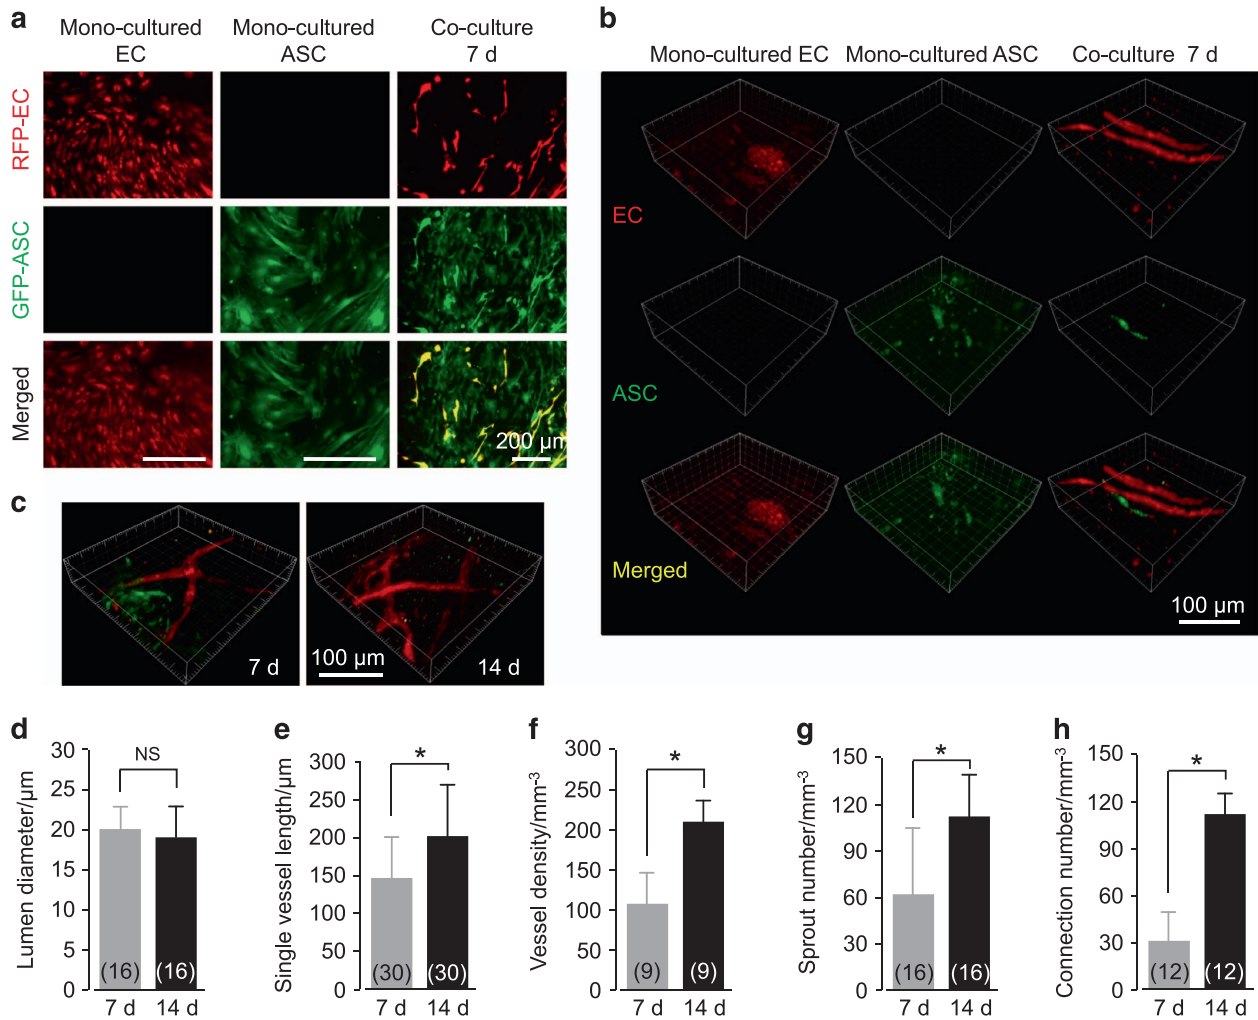 a
Mono-cultured
EC
Mono-cultured
ASC
Co-culture
7 d
RFP-EC
GFP-ASC
Merged
200 µm
b
Mono-cultured EC
Mono-cultured ASC
Co-culture 7 d
EC
ASC
Merged
100 µm
c
7 d
100 µm
14 d
d
Lumen diameter/µm
30
25
20
15
10
5
0
NS
(16)
(16)
7 d
14 d
e
Single vessel length/µm
300
250
200
150
100
50
0
*
(30)
(30)
7 d
14 d
f
Vessel density/mm-3
300
250
200
150
100
50
0
*
(9)
(9)
7 d
14 d
g
Sprout number/mm-3
150
120
90
60
30
0
*
(16)
(16)
7 d
14 d
h
Connection number/mm-3
150
120
90
60
30
0
*
(12)
(12)
7 d
14 d